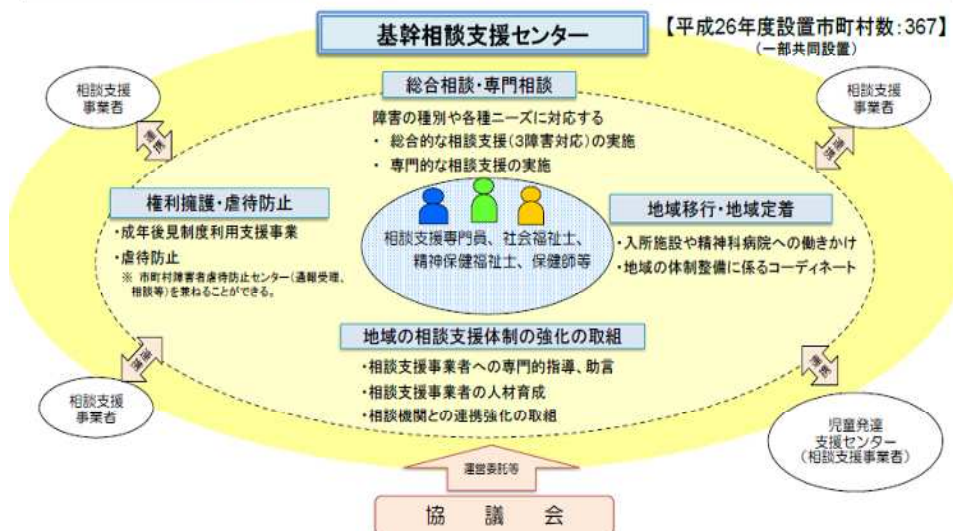 基幹相談支援センター
【平成26年度設置市町村数:367】
(一部共同設置)
相談支援
事業者
連携
総合相談・専門相談
障害の種別や各種ニーズに対応する
・ 総合的な相談支援(3障害対応)の実施
・ 専門的な相談支援の実施
相談支援
事業者
連携
権利擁護・虐待防止
・成年後見制度利用支援事業
・虐待防止
※ 市町村障害者虐待防止センター(通報受理、
相談等)を兼ねることができる。
相談支援専門員、社会福祉士、
精神保健福祉士、保健師等
地域移行・地域定着
・入所施設や精神科病院への働きかけ
・地域の体制整備に係るコーディネート
地域の相談支援体制の強化の取組
・相談支援事業者への専門的指導、助言
・相談支援事業者の人材育成
・相談機関との連携強化の取組
連携
相談支援
事業者
連携
児童発達
支援センター
(相談支援事業者)
運営委託等
協 議 会